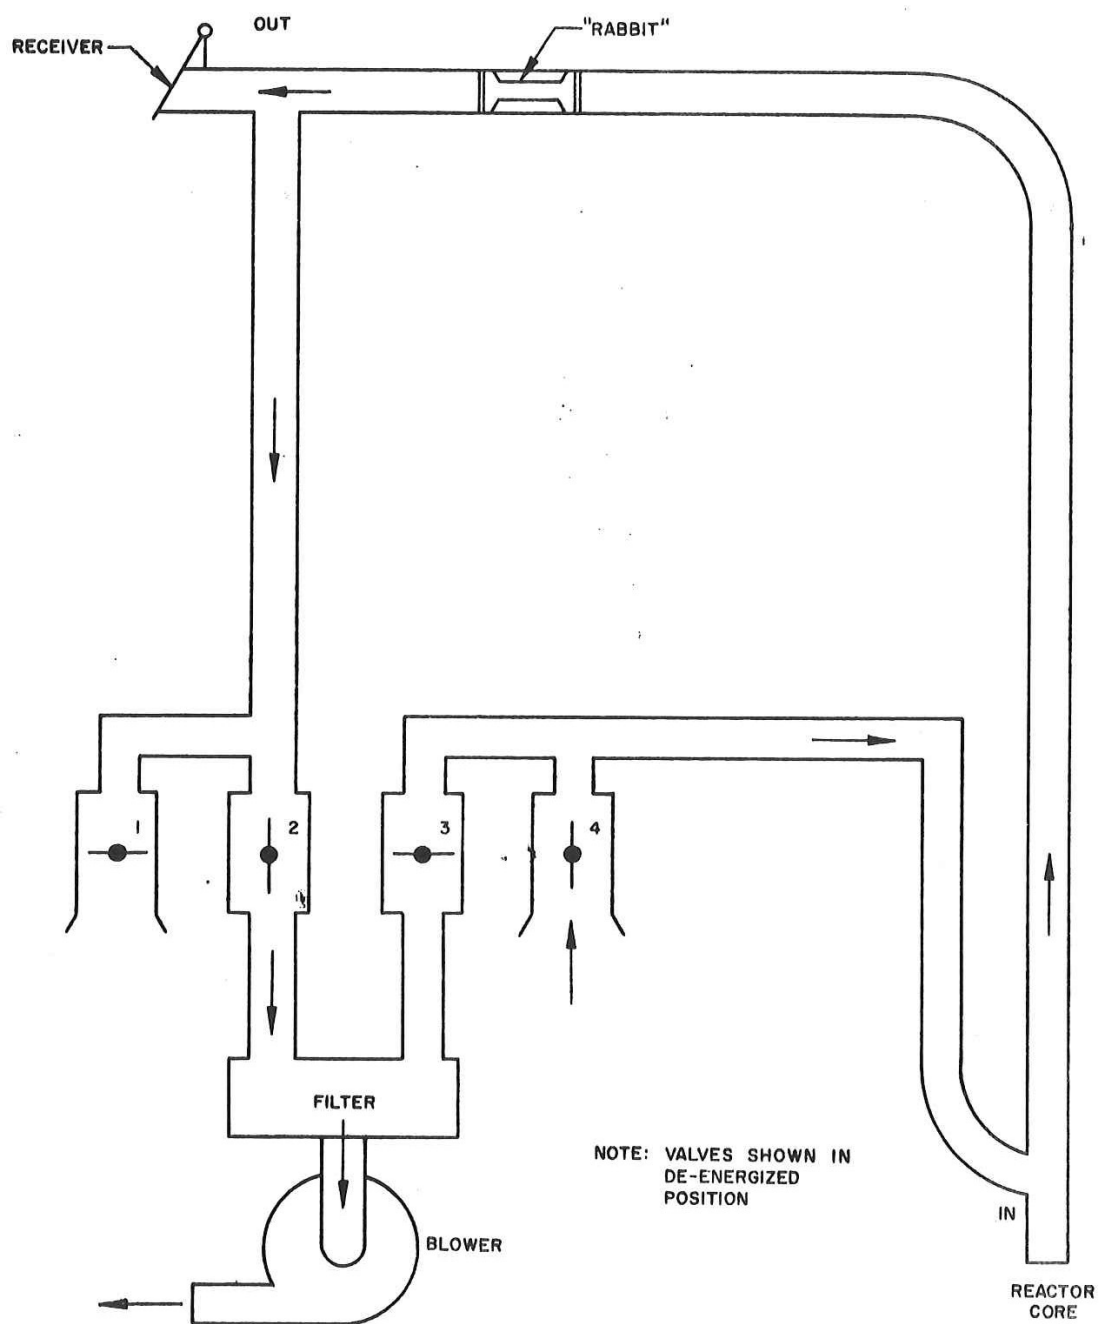 OUT
"RABBIT"
RECEIVER
1
2
3
4
FILTER
NOTE: VALVES SHOWN IN
DE-ENERGIZED
POSITION
IN
BLOWER
REACTOR
CORE